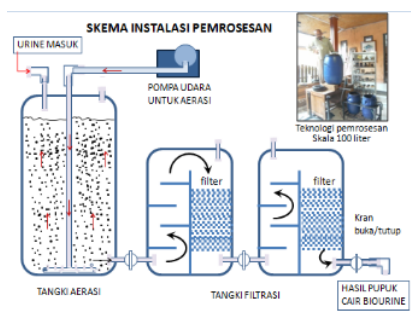 SKEMA INSTALASI PEMROSESAN
URINE MASUK
POMPA UDARA
UNTUK AERASI
Teknologi pemrosesan
Skala 100 liter
filter
filter
Kran
buka/tutup
TANGKI AERASI
TANGKI FILTRASI
HASIL PUPUK
CAIR BIOURINE